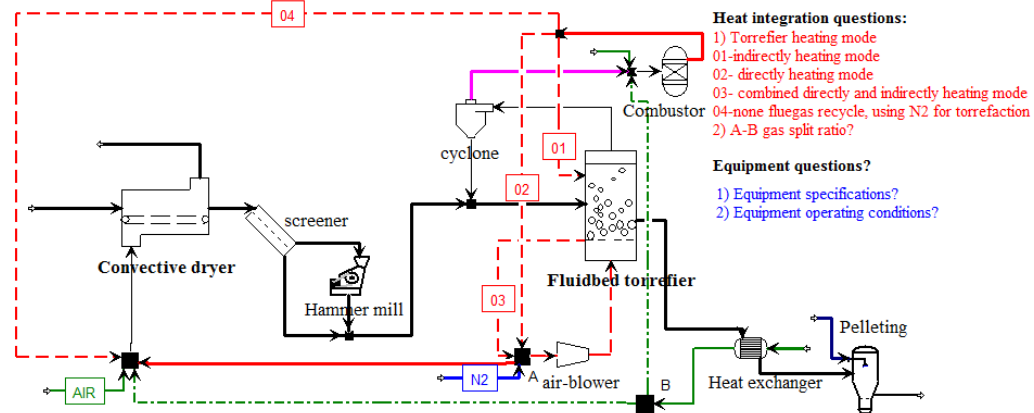 04
Heat integration questions:
1) Torrefier heating mode
01-indirectly heating mode
02- directly heating mode
03- combined directly and indirectly heating mode
04-none fluegas recycle, using N2 for torrefaction
2) A-B gas split ratio?
Combustor
cyclone
01
Equipment questions?
1) Equipment specifications?
2) Equipment operating conditions?
02
screener
Convective dryer
Fluidbed torrefier
03
Hammer mill
Pelleting
AIR
N2
A
air-blower
B
Heat exchanger